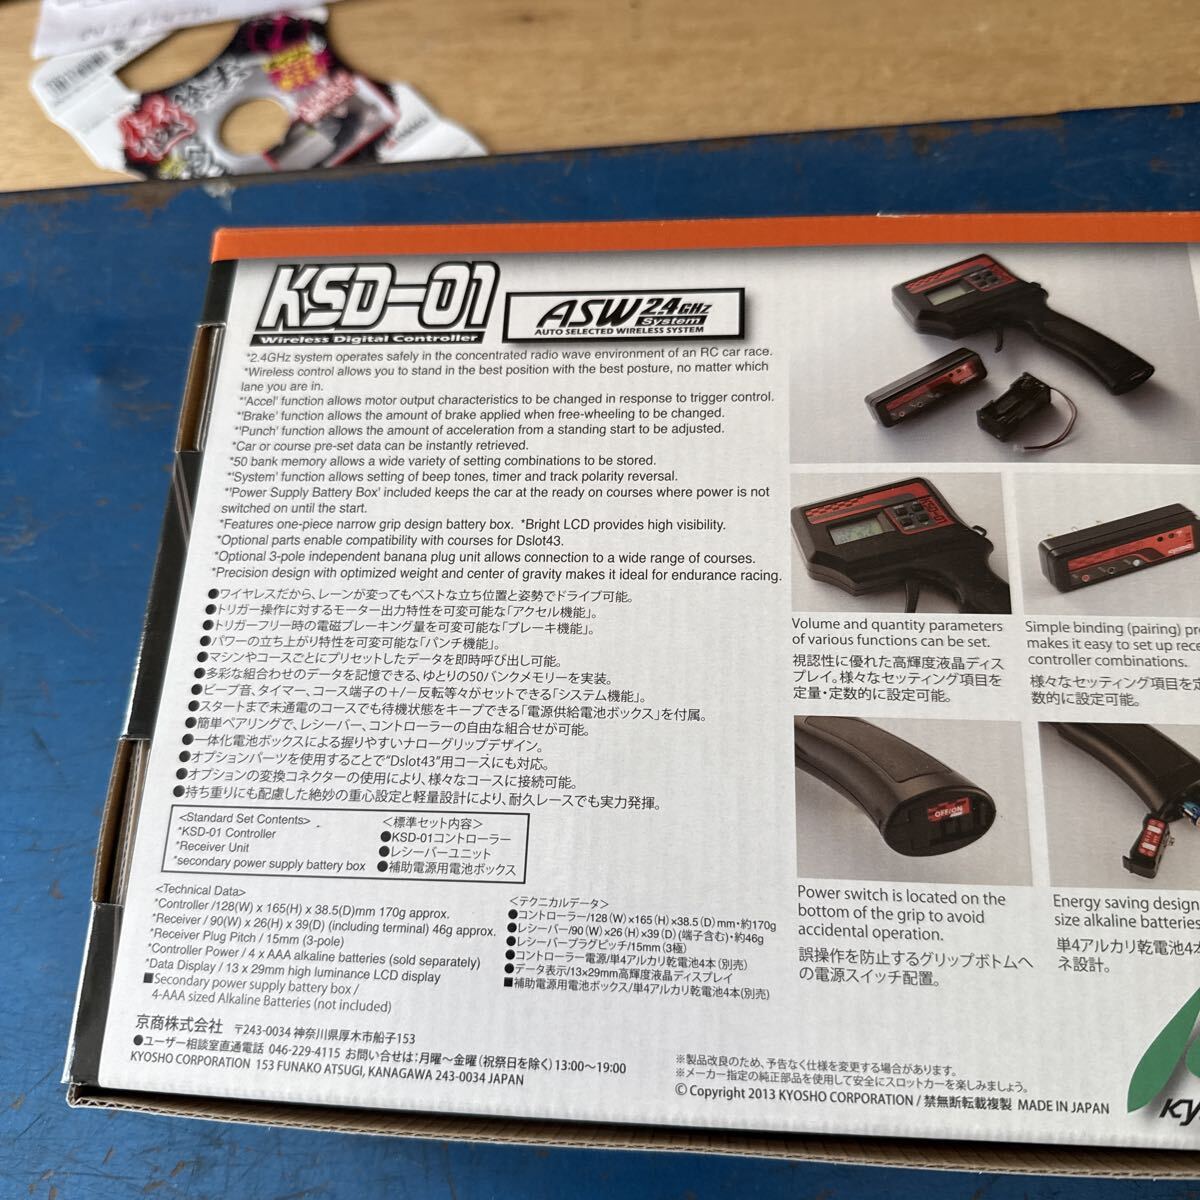 KSD-01
Wireless Digital Controller
ASW 2.4GHz System
AUTO SELECTED WIRELESS SYSTEM
*2.4GHz system operates safely in the concentrated radio wave environment of an RC car race.
*Wireless control allows you to stand in the best position with the best posture, no matter which
lane you are in.
*'Accel' function allows motor output characteristics to be changed in response to trigger control.
*'Brake' function allows the amount of brake applied when free-wheeling to be changed.
*'Punch' function allows the amount of acceleration from a standing start to be adjusted.
*Car or course pre-set data can be instantly retrieved.
*50 bank memory allows a wide variety of setting combinations to be stored.
*'System' function allows setting of beep tones, timer and track polarity reversal.
*'Power Supply Battery Box' included keeps the car at the ready on courses where power is not
switched on until the start.
*Features one-piece narrow grip design battery box. *Bright LCD provides high visibility.
*Optional parts enable compatibility with courses for Dslot43.
*Optional 3-pole independent banana plug unit allows connection to a wide range of courses.
*Precision design with optimized weight and center of gravity makes it ideal for endurance racing.
●ワイヤレスだから、レーンが変ってもベストな立ち位置と姿勢でドライブ可能。
●トリガー操作に対するモーター出力特性を可変可能な「アクセル機能」。
●トリガーフリー時の電磁ブレーキング量を可変可能な「ブレーキ機能」。
●パワーの立ち上がり特性を可変可能な「パンチ機能」。
●マシンやコースごとにプリセットしたデータを即時呼び出し可能。
●多彩な組合わせのデータを記憶できる、ゆとりの50バンクメモリーを実装。
●ビープ音、タイマー、コース端子の+/−反転等々がセットできる「システム機能」。
●スタートまで未通電のコースでも待機状態をキープできる「電源供給電池ボックス」を付属。
●簡単ペアリングで、レシーバー、コントローラーの自由な組合せが可能。
●一体化電池ボックスによる握りやすいナローグリップデザイン。
●オプションパーツを使用することで"Dslot43"用コースにも対応。
●オプションの変換コネクターの使用により、様々なコースに接続可能。
●持ち重りにも配慮した絶妙の重心設定と軽量設計により、耐久レースでも実力発揮。
<Standard Set Contents>
*KSD-01 Controller
*Receiver Unit
*secondary power supply battery box
<標準セット内容>
●KSD-01コントローラー
●レシーバーユニット
●補助電源用電池ボックス
<Technical Data>
*Controller /128(W) x 165(H) x 38.5(D)mm 170g approx.
*Receiver / 90(W) x 26(H) x 39(D) (including terminal) 46g approx.
*Receiver Plug Pitch / 15mm (3-pole)
*Controller Power / 4 x AAA alkaline batteries (sold separately)
*Data Display / 13 x 29mm high luminance LCD display
■Secondary power supply battery box /
4-AAA sized Alkaline Batteries (not included)
<テクニカルデータ>
●コントローラー/128(W)×165(H)×38.5(D)mm・約170g
●レシーバー/90(W)×26(H)×39(D)(端子含む)・約46g
●レシーバープラグピッチ/15mm(3極)
●コントローラー電源/単4アルカリ乾電池4本(別売)
●データ表示/13×29mm高輝度液晶ディスプレイ
■補助電源用電池ボックス/単4アルカリ乾電池4本(別売)
京商株式会社 〒243-0034 神奈川県厚木市船子153
●ユーザー相談室直通電話 046-229-4115 お問い合せは:月曜〜金曜(祝祭日を除く)13:00〜19:00
KYOSHO CORPORATION 153 FUNAKO ATSUGI, KANAGAWA 243-0034 JAPAN
Volume and quantity parameters
of various functions can be set.
視認性に優れた高輝度液晶ディス
プレイ。様々なセッティング項目を
定量・定数的に設定可能。
Simple binding (pairing)
makes it easy to set up
controller combinations.
様々なセッティング項目を
数的に設定可能。
OFF/ON
Power switch is located on the
bottom of the grip to avoid
accidental operation.
誤操作を防止するグリップボトムへ
の電源スイッチ配置。
Energy saving design
size alkaline batteries
単4アルカリ乾電池4
ネ設計。
※製品改良のため、予告なく仕様を変更する場合があります。
※メーカー指定の純正部品を使用して安全にスロットカーを楽しみましょう。
© Copyright 2013 KYOSHO CORPORATION / 禁無断転載複製 MADE IN JAPAN